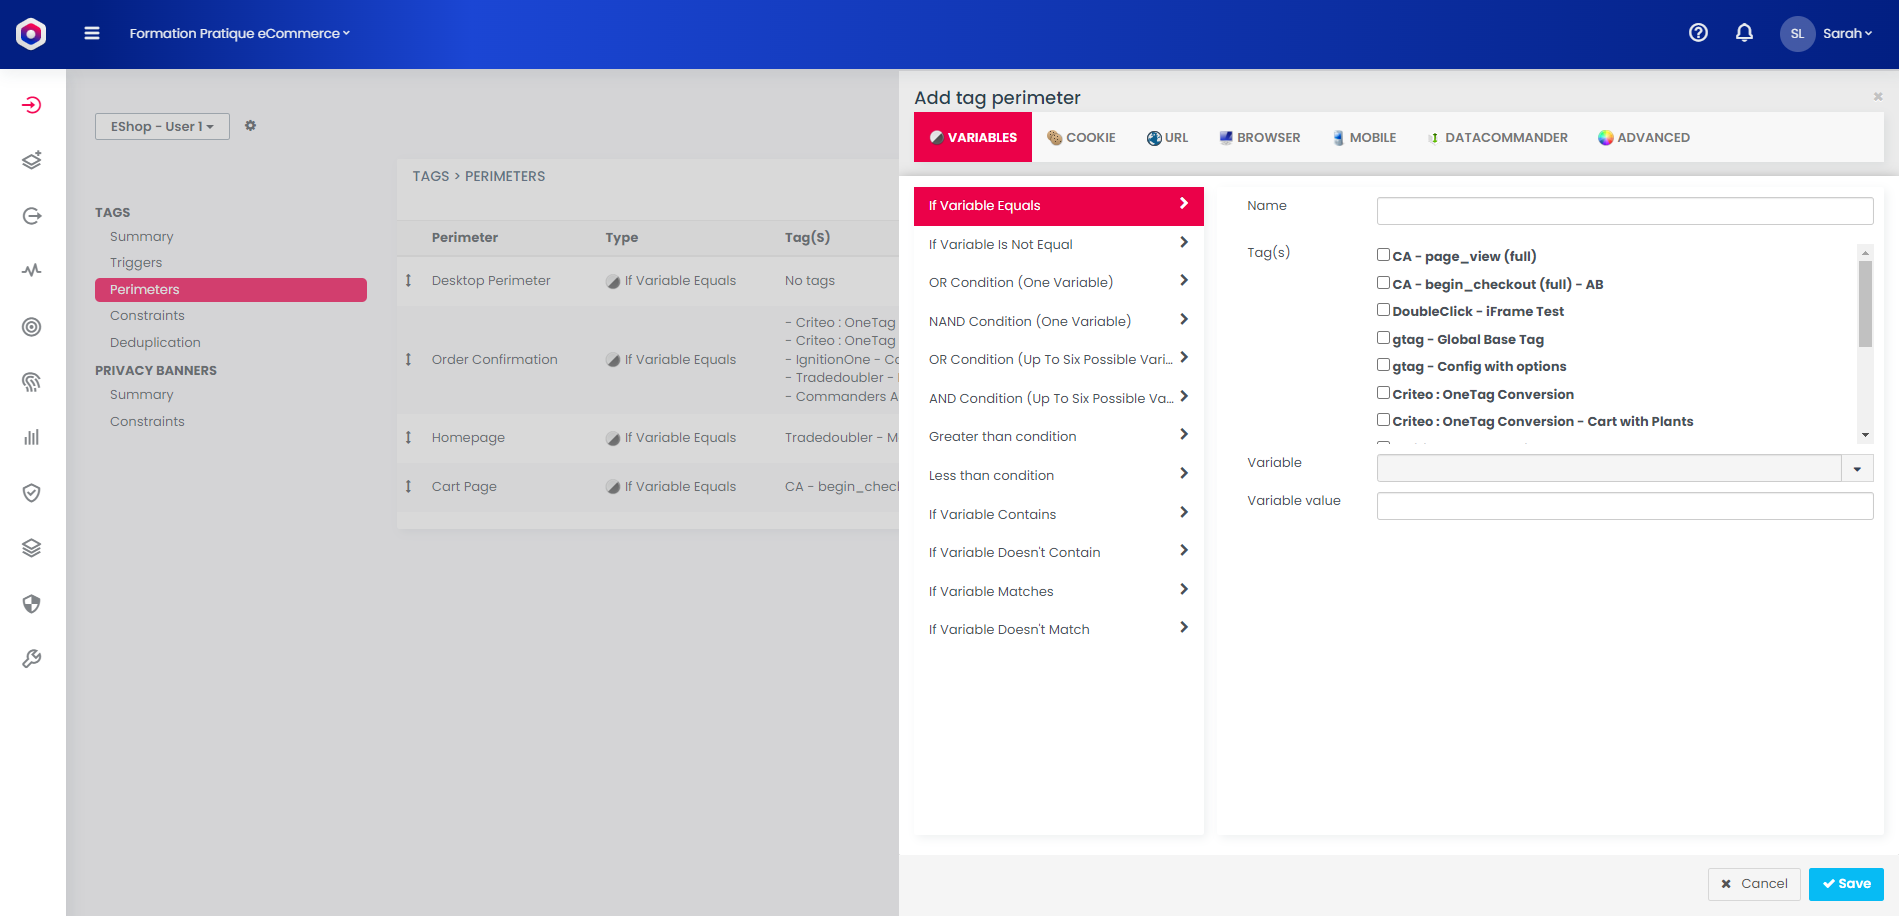 Formation Pratique eCommerce
SL
Sarah
EShop - User 1
TAGS
Summary
Triggers
Perimeters
Constraints
Deduplication
PRIVACY BANNERS
Summary
Constraints
TAGS > PERIMETERS
Perimeter Type Tag(S)
Desktop Perimeter If Variable Equals No tags
Order Confirmation If Variable Equals
- Criteo : OneTag
- Criteo : OneTag
- IgnitionOne -
- Tradedoubler -
- Commanders
Homepage If Variable Equals Tradedoubler -
Cart Page If Variable Equals CA -
Add tag perimeter
VARIABLES
COOKIE
URL
BROWSER
MOBILE
DATACOMMANDER
ADVANCED
If Variable Equals
If Variable Is Not Equal
OR Condition (One Variable)
NAND Condition (One Variable)
OR Condition (Up To Six Possible Vari...
AND Condition (Up To Six Possible Va...
Greater than condition
Less than condition
If Variable Contains
If Variable Doesn't Contain
If Variable Matches
If Variable Doesn't Match
Name
Tag(s)
CA - page_view (full)
CA - begin_checkout (full) - AB
DoubleClick - iFrame Test
gtag - Global Base Tag
gtag - Config with options
Criteo : OneTag Conversion
Criteo : OneTag Conversion - Cart with Plants
Variable
Variable value
Cancel
Save